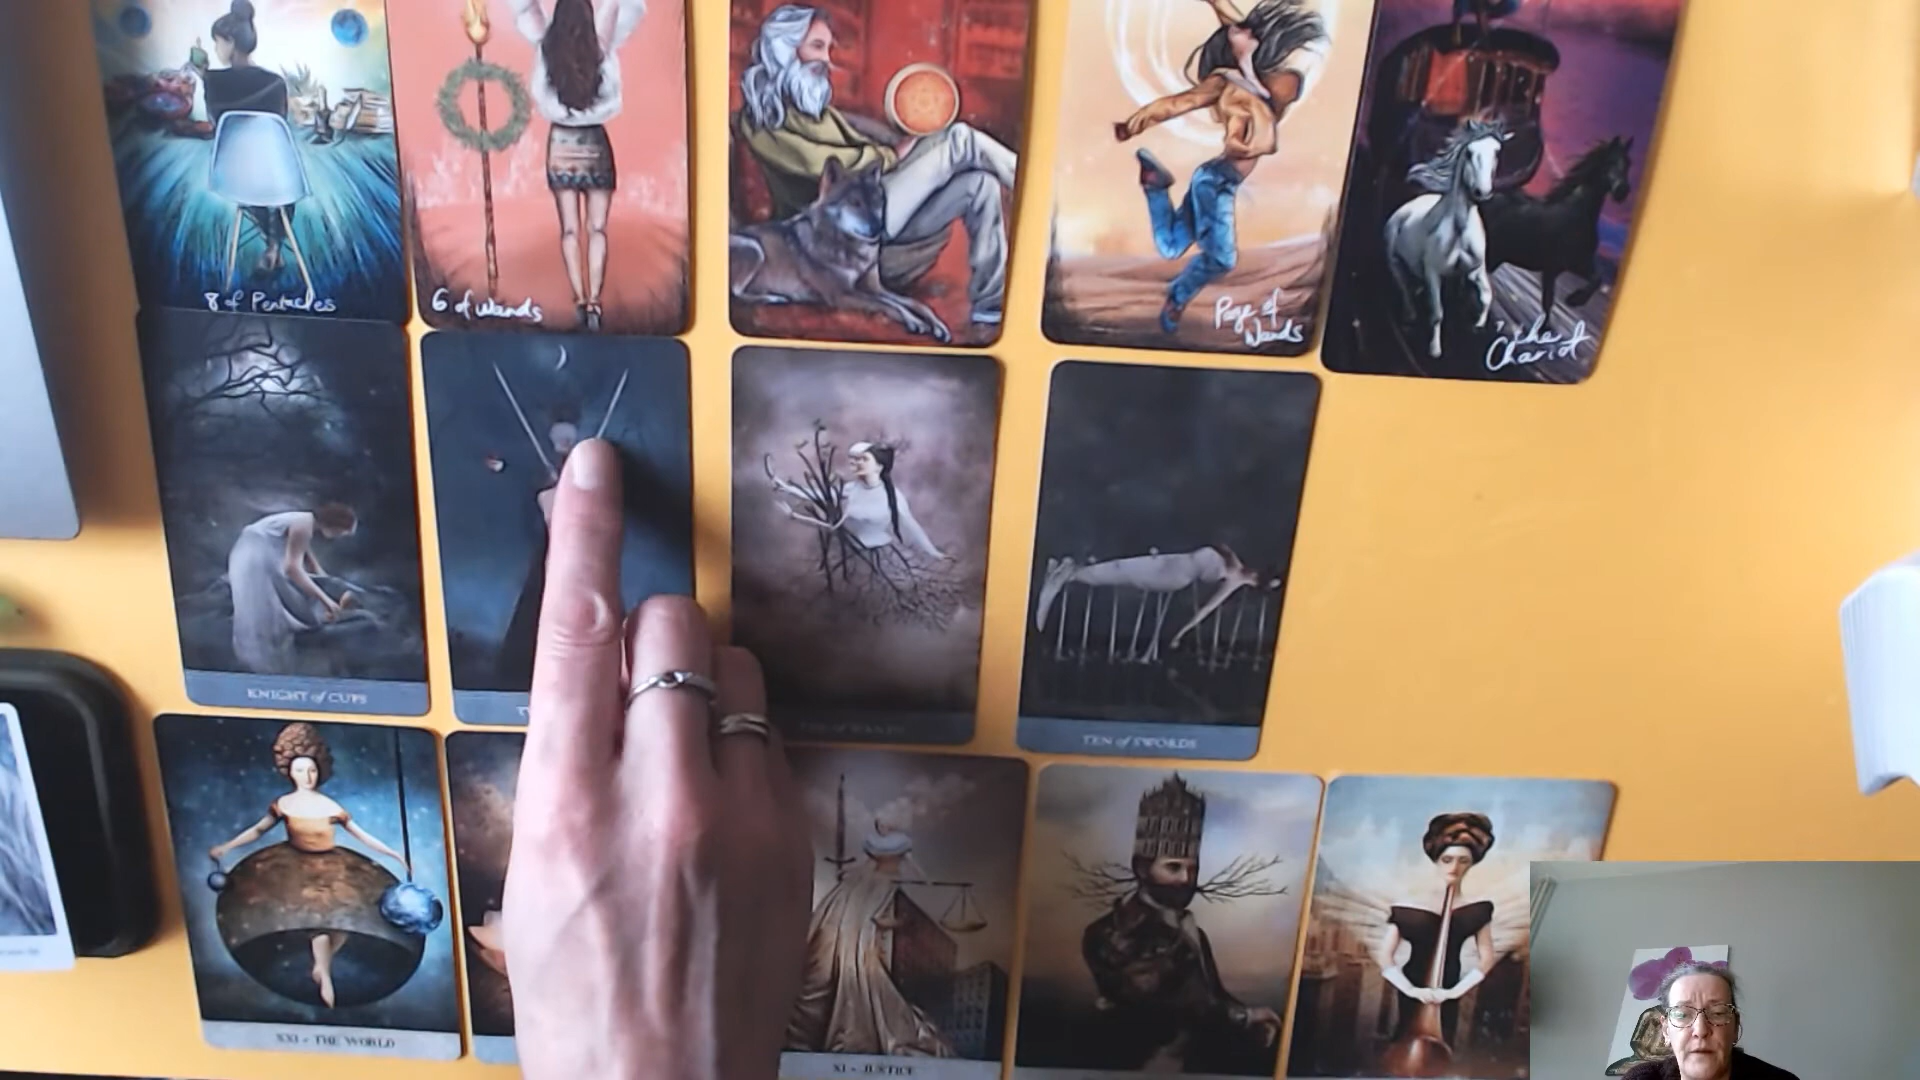 8 of Pentacles
6 of Wands
Page of
Wands
the
Chariot
KNIGHT of CUPS
TEN of SWORDS
XXI - THE WORLD
XI - JUSTICE